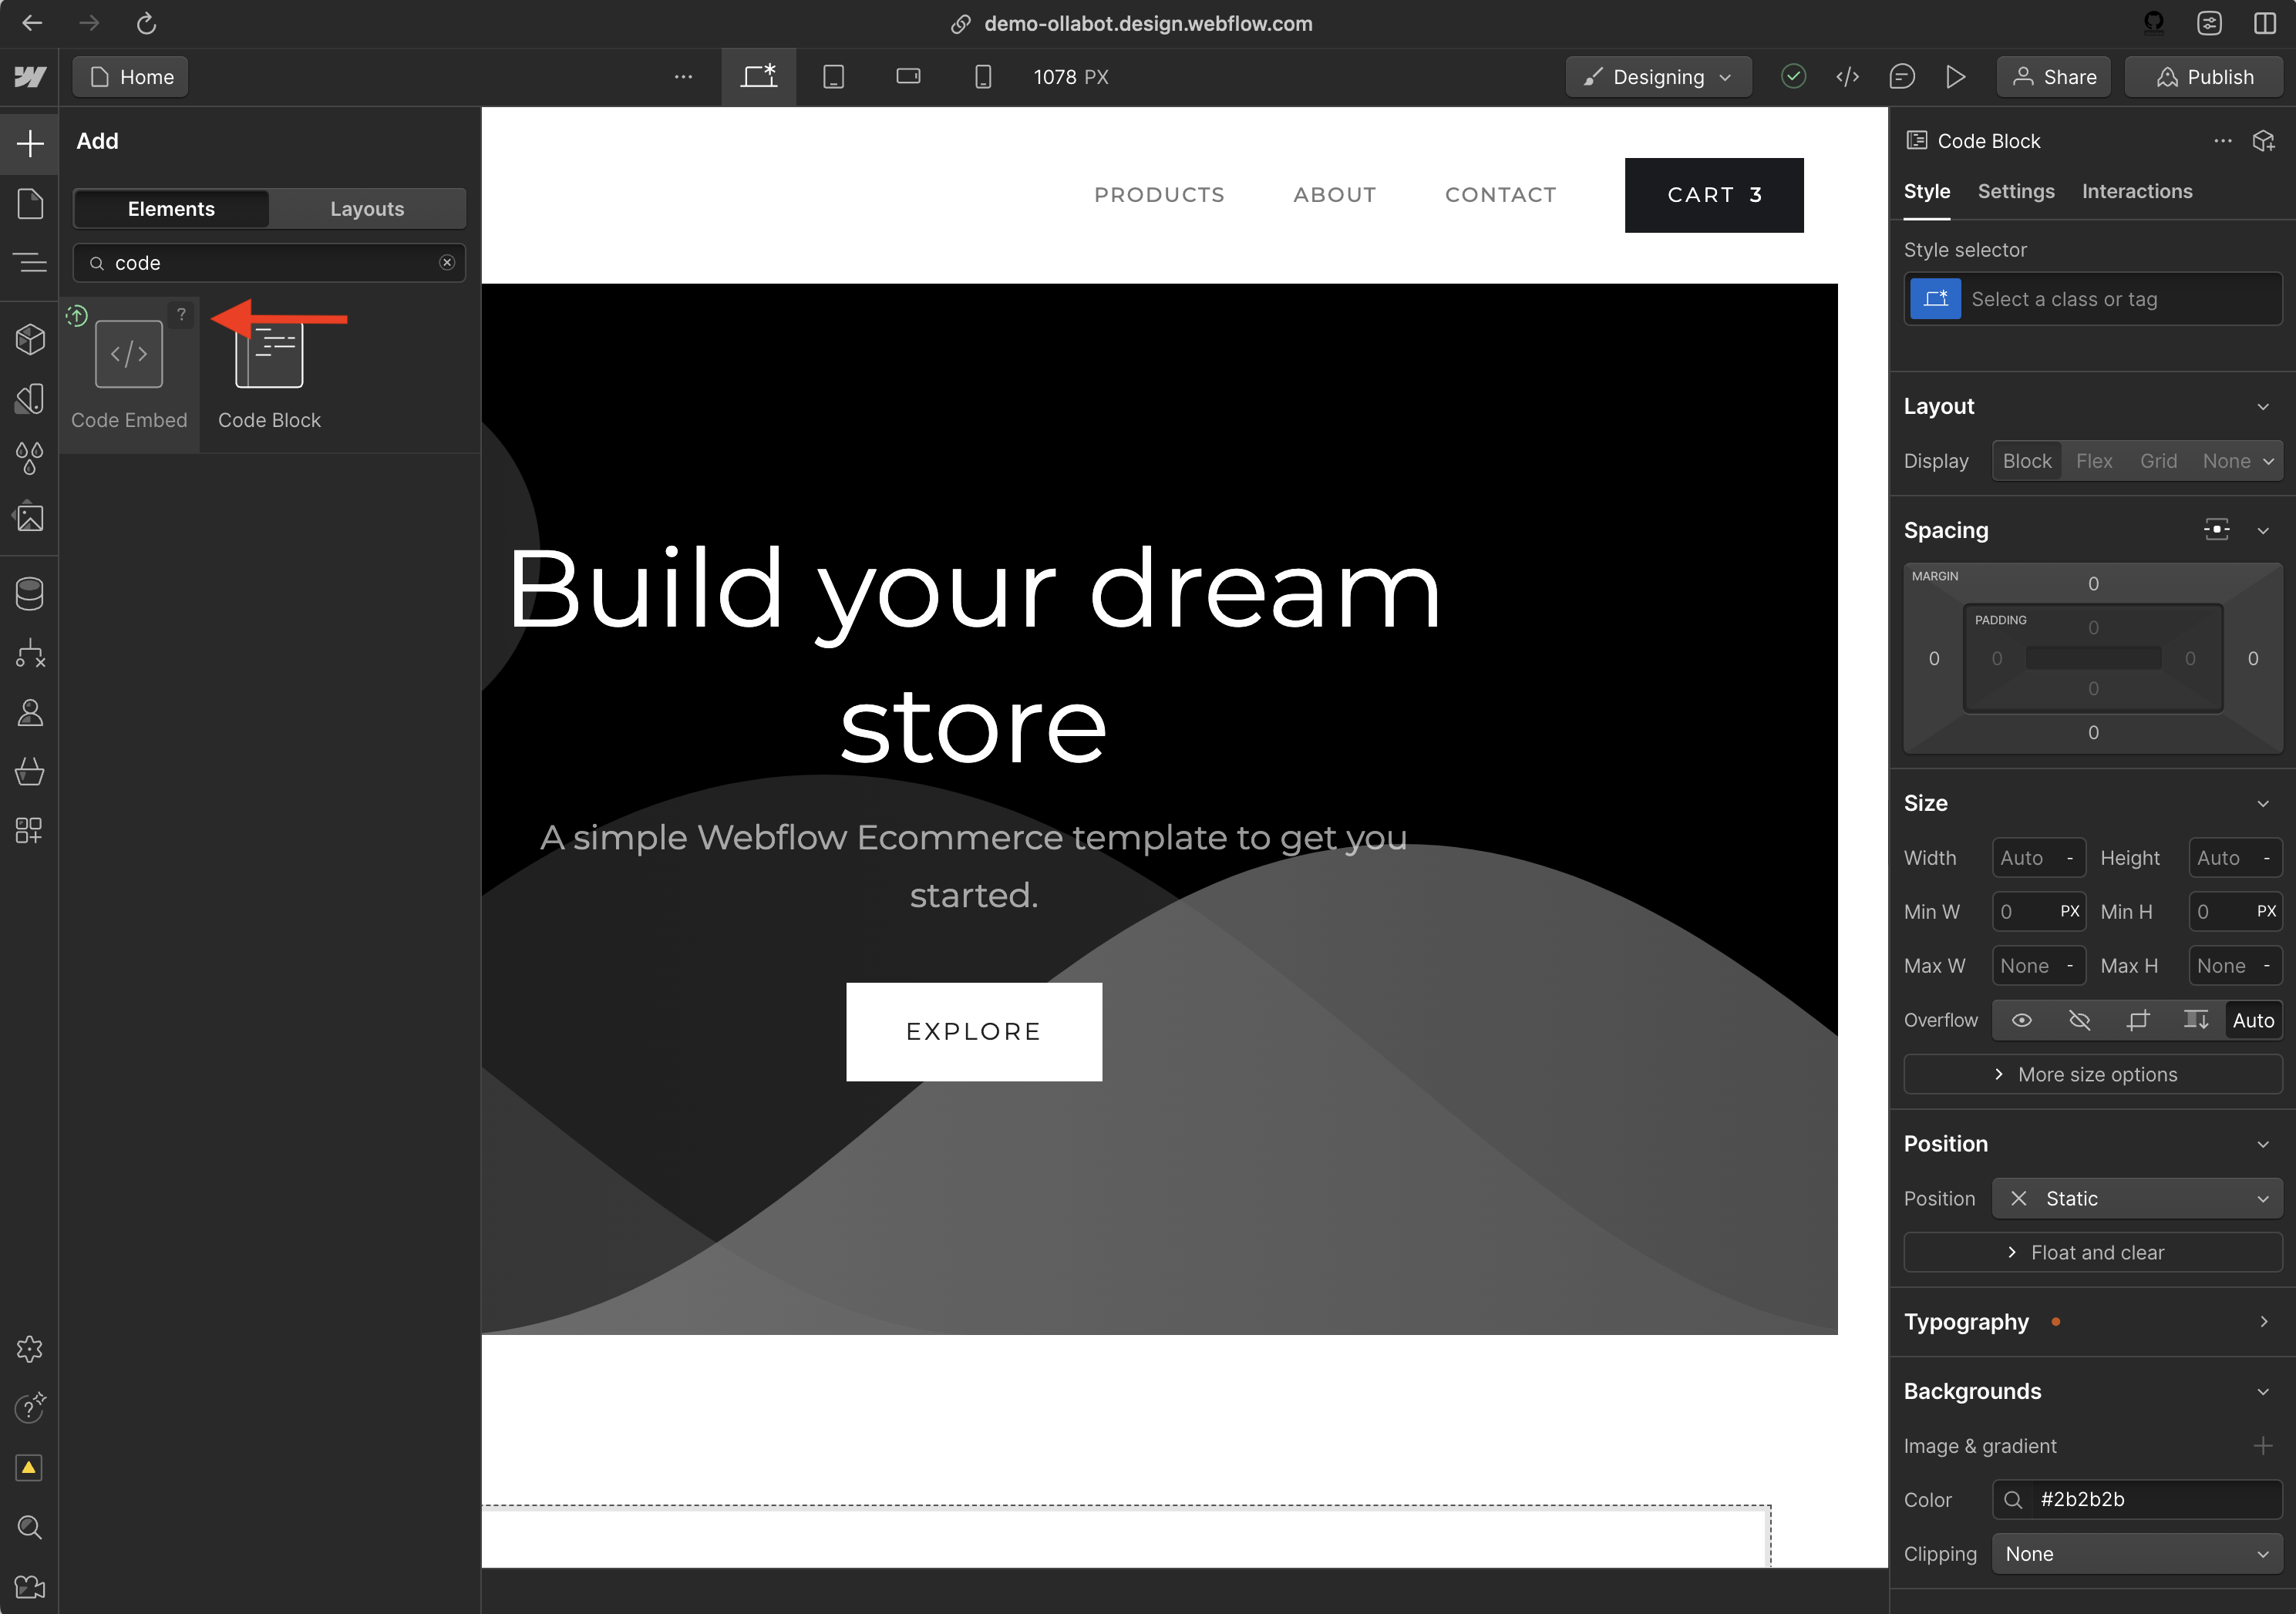 demo-ollabot.design.webflow.com
Home
1078 PX
Designing
Share
Publish
Add
Elements
Layouts
code
?
Code Embed
Code Block
PRODUCTS
ABOUT
CONTACT
CART 3
Build your dream
store
A simple Webflow Ecommerce template to get you
started.
EXPLORE
Code Block
Style
Settings
Interactions
Style selector
Select a class or tag
Layout
Display
Block
Flex
Grid
None
Spacing
MARGIN
0
PADDING
0
0
0
0
0
0
0
Size
Width
Auto -
Height
Auto -
Min W
0 PX
Min H
0 PX
Max W
None -
Max H
None -
Overflow
Auto
More size options
Position
Position
Static
Float and clear
Typography
Backgrounds
Image & gradient
Color
#2b2b2b
Clipping
None